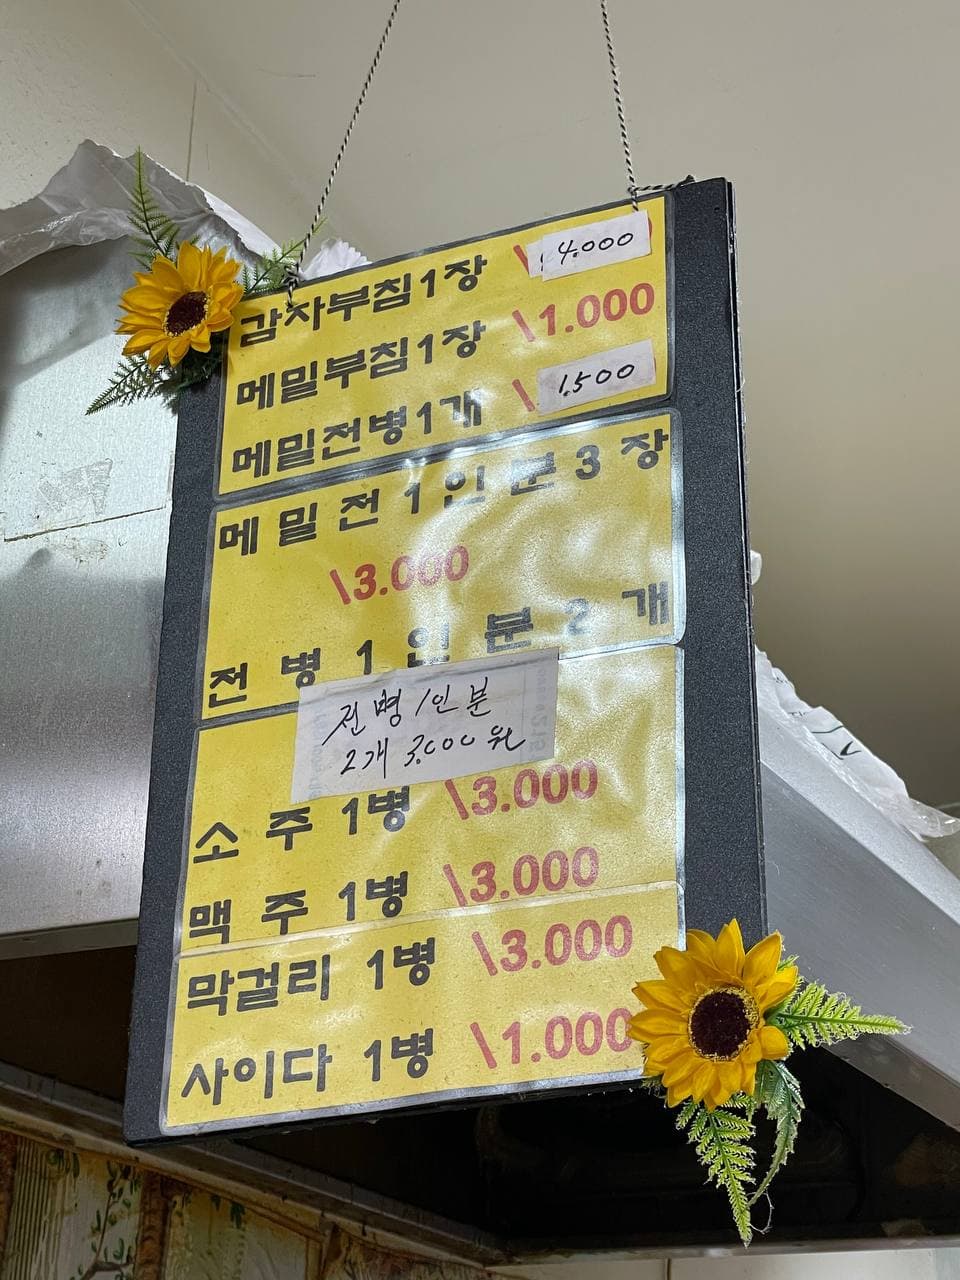 감자부침1장 \4.000
메밀부침1장 \1.000
메밀전병1개 \1.500
메 밀 전 1 인 분 3 장
\3.000
전 병 1 인 분 2 개
전병 1인분
2개 3.000원
소 주 1병 \3.000
맥 주 1병 \3.000
막걸리 1병 \3.000
사이다 1병 \1.000